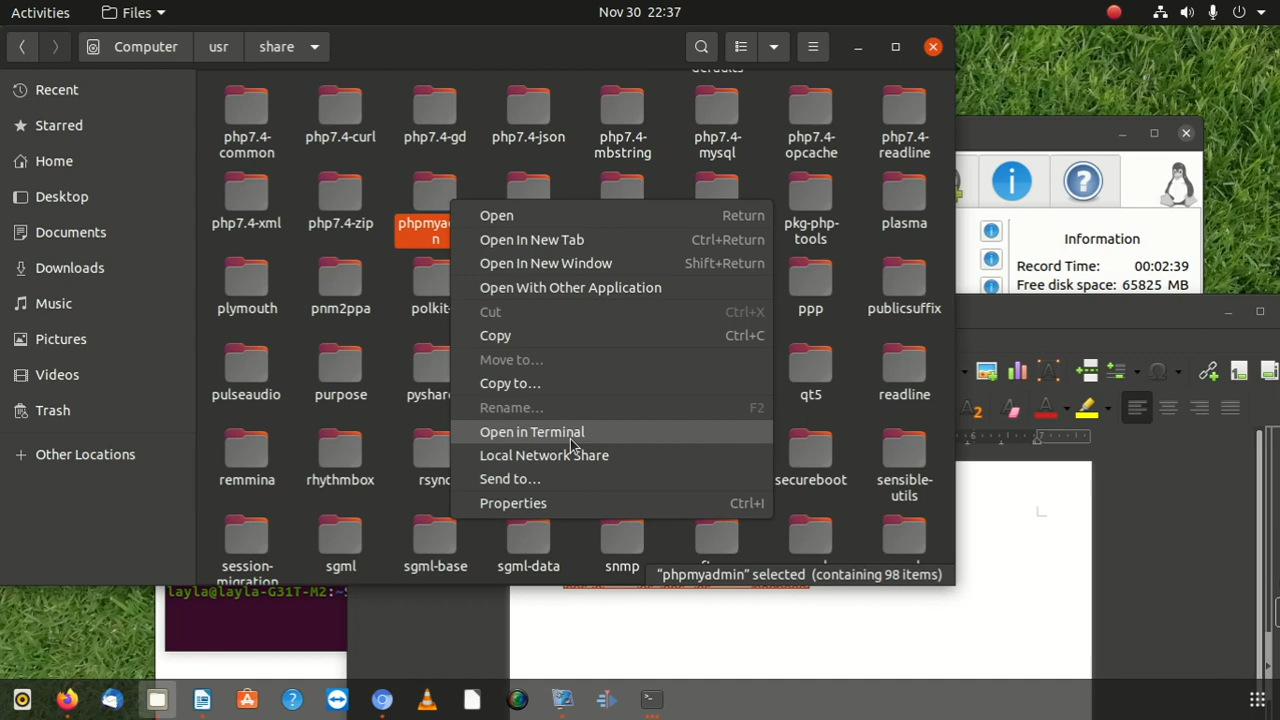 Activities
Files
Nov 30 22:37
Computer
usr
share
Recent
Starred
Home
Desktop
Documents
Downloads
Music
Pictures
Videos
Trash
Other Locations
php7.4-common
php7.4-curl
php7.4-gd
php7.4-json
php7.4-mbstring
php7.4-mysql
php7.4-opcache
php7.4-readline
php7.4-xml
php7.4-zip
pkg-php-tools
plasma
plymouth
pnm2ppa
ppp
publicsuffix
pulseaudio
purpose
qt5
readline
remmina
rhythmbox
secureboot
sensible-utils
session-migration
sgml
sgml-base
sgml-data
snmp
Open Return
Open In New Tab Ctrl+Return
Open In New Window Shift+Return
Open With Other Application
Cut Ctrl+X
Copy Ctrl+C
Move to…
Copy to…
Rename… F2
Open in Terminal
Local Network Share
Send to…
Properties Ctrl+I
"phpmyadmin" selected (containing 98 items)
Information
Record Time: 00:02:39
Free disk space: 65825 MB
layla@layla-G31T-M2:~